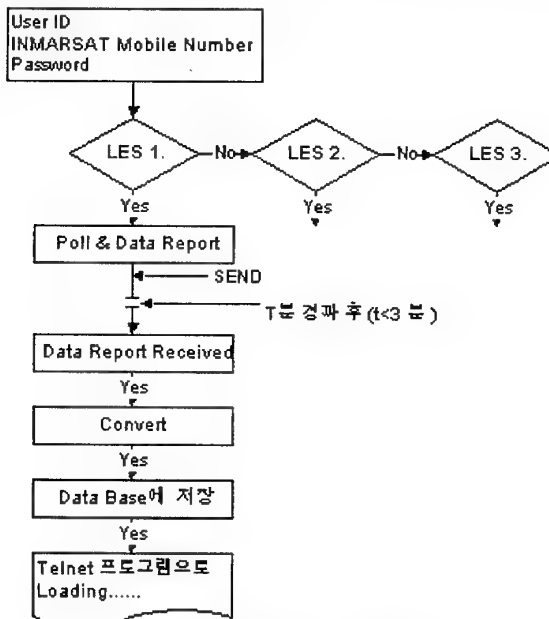 User ID
INMARSAT Mobile Number
Password
LES 1.
No
LES 2.
No
LES 3.
Yes
Yes
Yes
Poll & Data Report
SEND
T분 경과 후 (t<3 분 )
Data Report Received
Yes
Convert
Yes
Data Base에 저장
Yes
Telnet 프로그램으로
Loading......